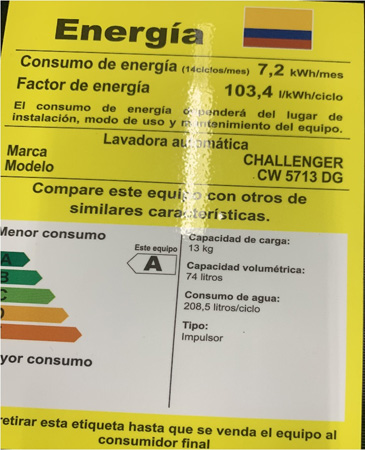 Energía
Consumo de energía (14ciclos/mes) 7,2 kWh/mes
Factor de energía 103,4 l/kWh/ciclo
El consumo de energía dependerá del lugar de
instalación, modo de uso y mantenimiento del equipo.
Lavadora automática
Marca CHALLENGER
Modelo CW 5713 DG
Compare este equipo con otros de
similares características.
Menor consumo
Este equipo
A
A
B
C
D
E
yor consumo
Capacidad de carga:
13 kg
Capacidad volumétrica:
74 litros
Consumo de agua:
208,5 litros/ciclo
Tipo:
Impulsor
retirar esta etiqueta hasta que se venda el equipo al
consumidor final